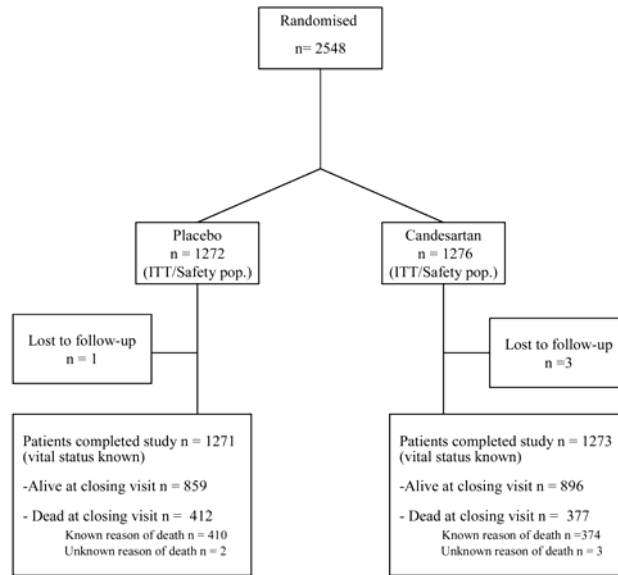 Randomised
n= 2548
Placebo
n = 1272
(ITT/Safety pop.)
Candesartan
n = 1276
(ITT/Safety pop.)
Lost to follow-up
n = 1
Lost to follow-up
n =3
Patients completed study n = 1271
(vital status known)
-Alive at closing visit n = 859
- Dead at closing visit n = 412
Known reason of death n = 410
Unknown reason of death n = 2
Patients completed study n = 1273
(vital status known)
-Alive at closing visit n = 896
- Dead at closing visit n = 377
Known reason of death n =374
Unknown reason of death n = 3